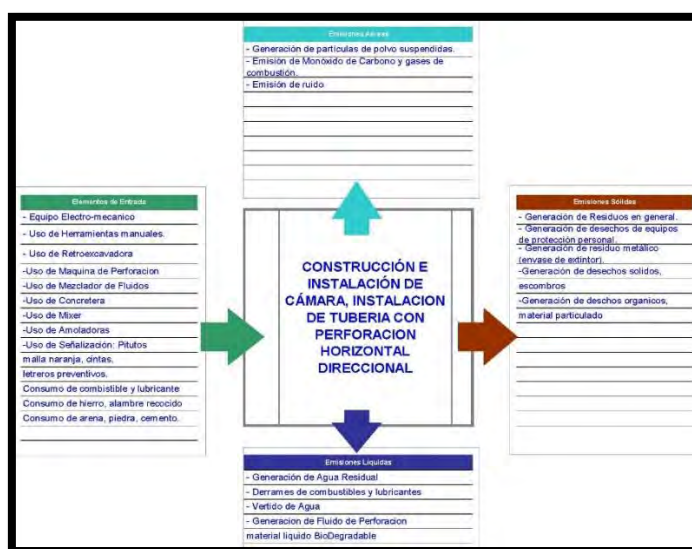 Emisiones Aéreas
- Generación de partículas de polvo suspendidas.
- Emisión de Monóxido de Carbono y gases de
combustión.
- Emisión de ruido
Elementos de Entrada
- Equipo Electro-mecanico
- Uso de Herramientas manuales.
- Uso de Retroexcavadora
-Uso de Maquina de Perforacion
-Uso de Mezclador de Fluidos
-Uso de Concretera
-Uso de Mixer
-Uso de Amoladoras
-Uso de Señalización: Pitutos
malla naranja, cintas,
letreros preventivos.
Consumo de combistible y lubricante
Consumo de hierro, alambre recocido
Consumo de arena, piedra, cemento.
CONSTRUCCIÓN E
INSTALACIÓN DE
CÁMARA, INSTALACION
DE TUBERIA CON
PERFORACION
HORIZONTAL
DIRECCIONAL
Emisiones Sólidas
- Generación de Residuos en general.
- Generación de desechos de equipos
de protección personal.
- Generación de residuo metálico
(envase de extintor).
-Generación de desechos solidos,
escombros
-Generación de deschos organicos,
material particulado
Emisiones Liquidas
- Generación de Agua Residual
- Derrames de combustibles y lubricantes
- Vertido de Agua
- Generacion de Fluido de Perforacion
material liquido BioDegradable